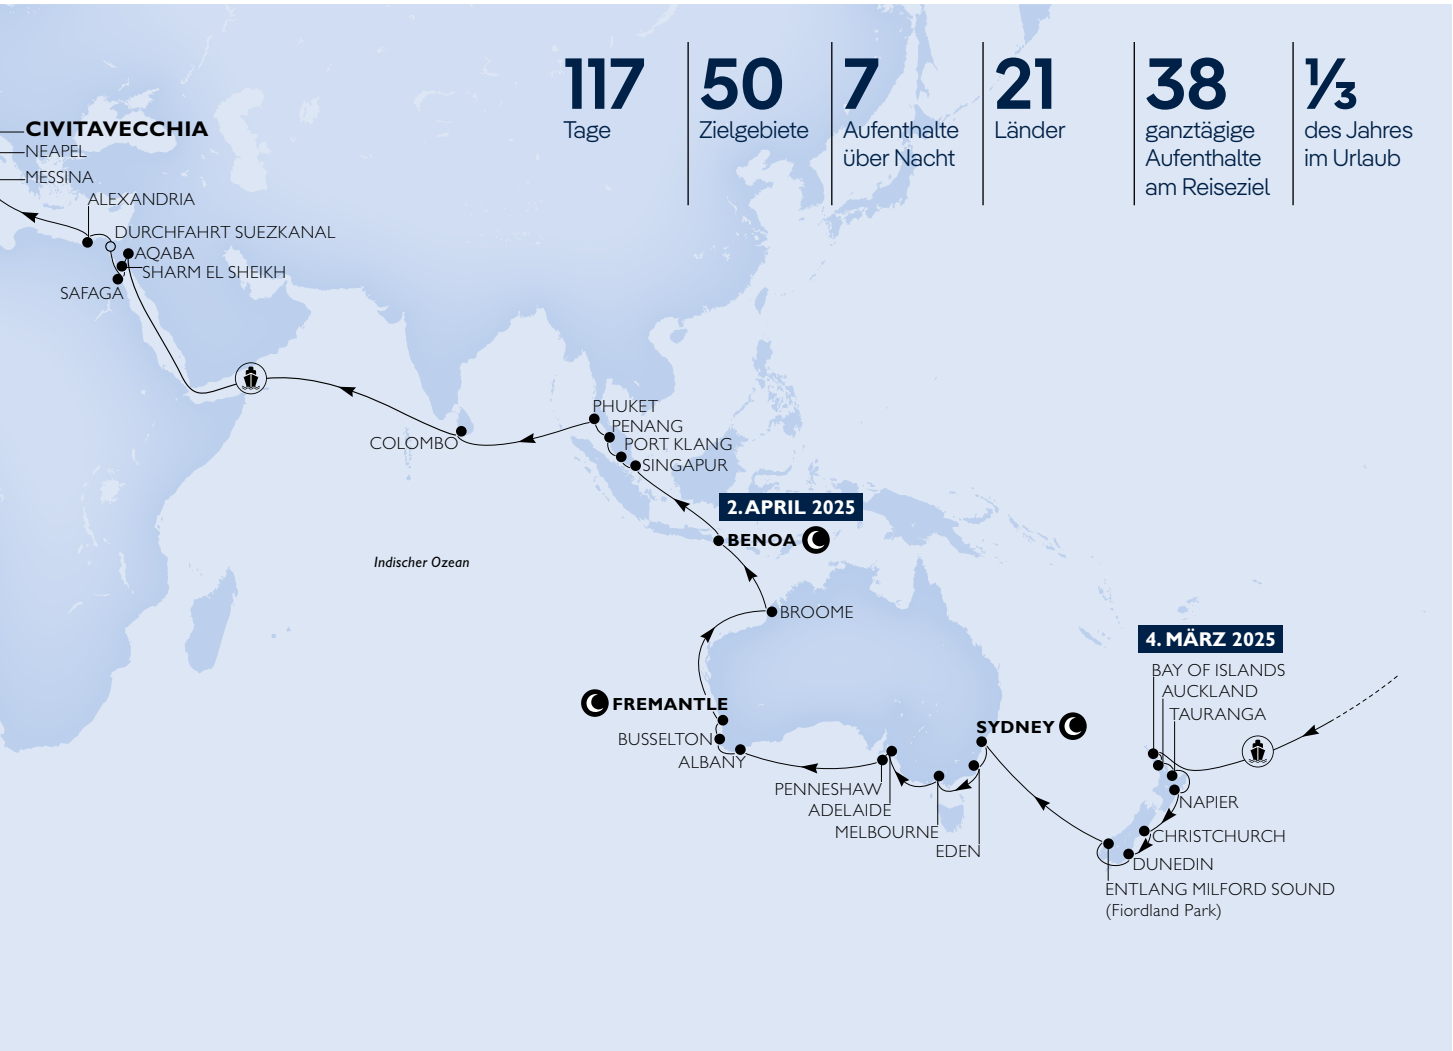 117
Tage
50
Zielgebiete
7
Aufenthalte
über Nacht
21
Länder
38
ganztägige
Aufenthalte
am Reiseziel
1/3
des Jahres
im Urlaub
CIVITAVECCHIA
NEAPEL
MESSINA
ALEXANDRIA
DURCHFAHRT SUEZKANAL
AQABA
SHARM EL SHEIKH
SAFAGA
COLOMBO
PHUKET
PENANG
PORT KLANG
SINGAPUR
2. APRIL 2025
BENOA
Indischer Ozean
BROOME
4. MÄRZ 2025
BAY OF ISLANDS
AUCKLAND
TAURANGA
FREMANTLE
BUSSELTON
ALBANY
SYDNEY
PENNESHAW
ADELAIDE
MELBOURNE
EDEN
NAPIER
CHRISTCHURCH
DUNEDIN
ENTLANG MILFORD SOUND
(Fiordland Park)